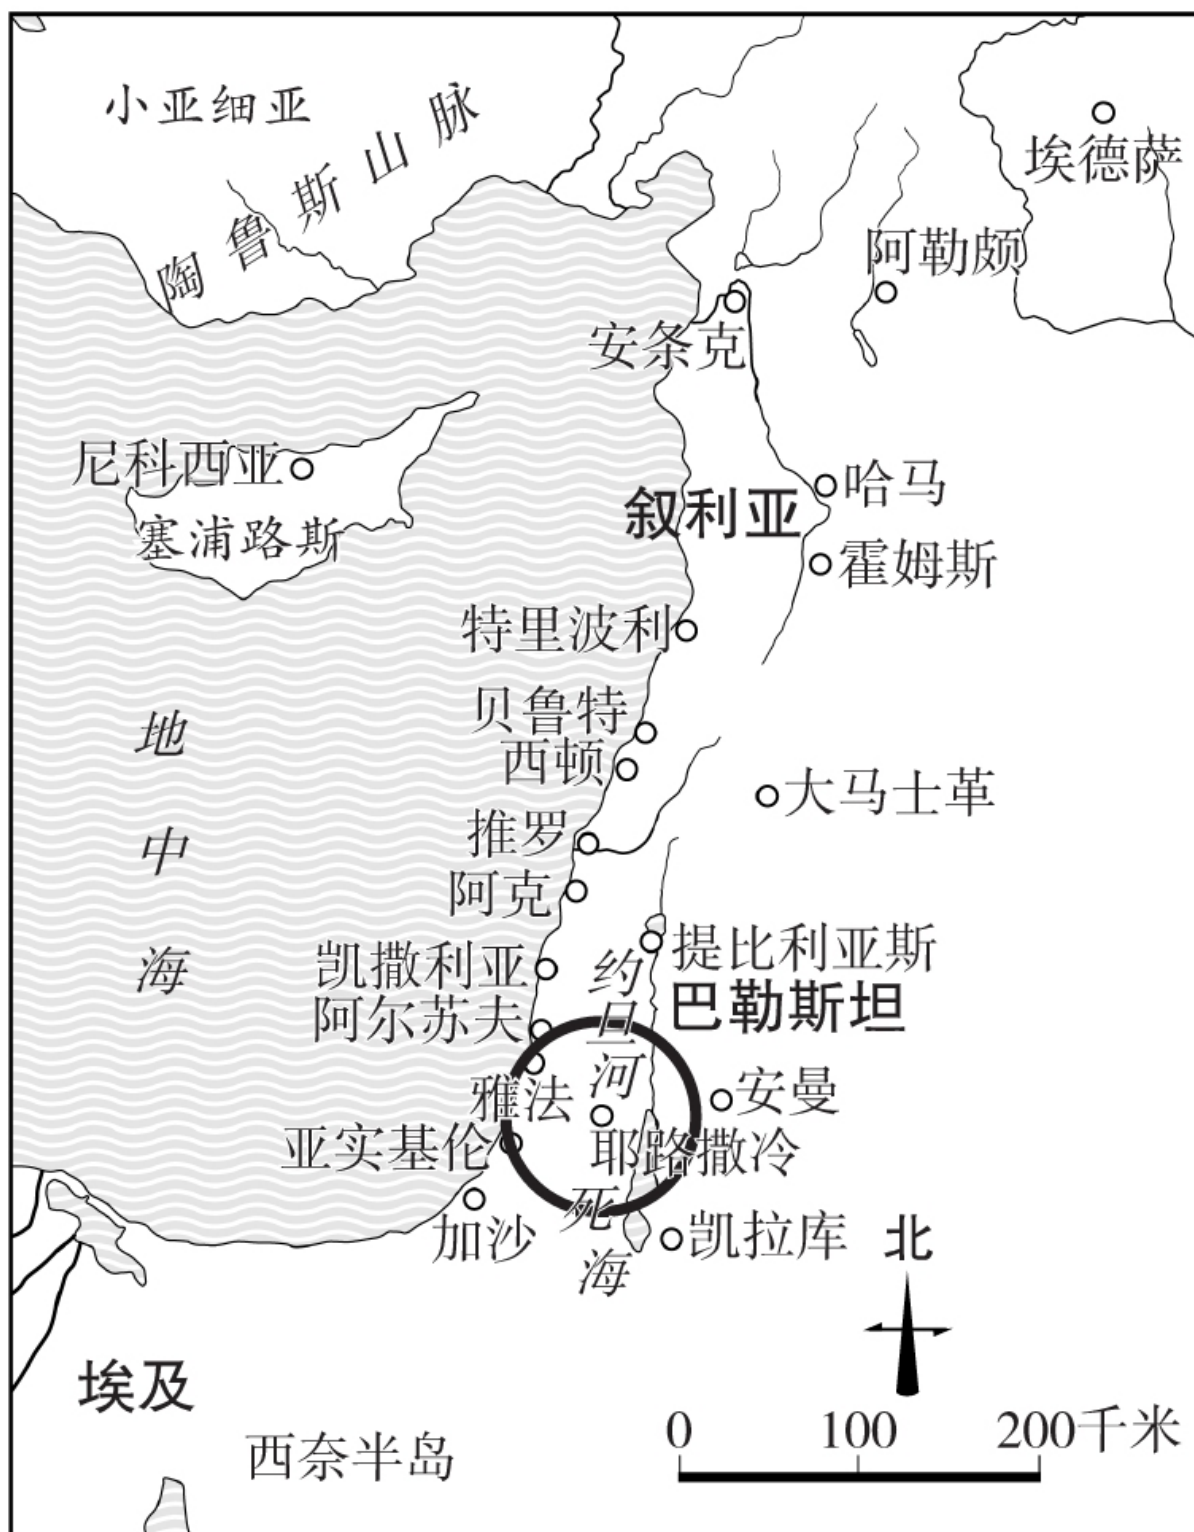 小亚细亚
陶鲁斯山脉
埃德萨
阿勒颇
安条克
尼科西亚
塞浦路斯
哈马
叙利亚
霍姆斯
特里波利
贝鲁特
西顿
大马士革
推罗
阿克
地中海
提比利亚斯
凯撒利亚
约旦河
巴勒斯坦
阿尔苏夫
雅法
安曼
亚实基伦
耶路撒冷
死海
加沙
凯拉库
北
埃及
西奈半岛
0 100 200千米